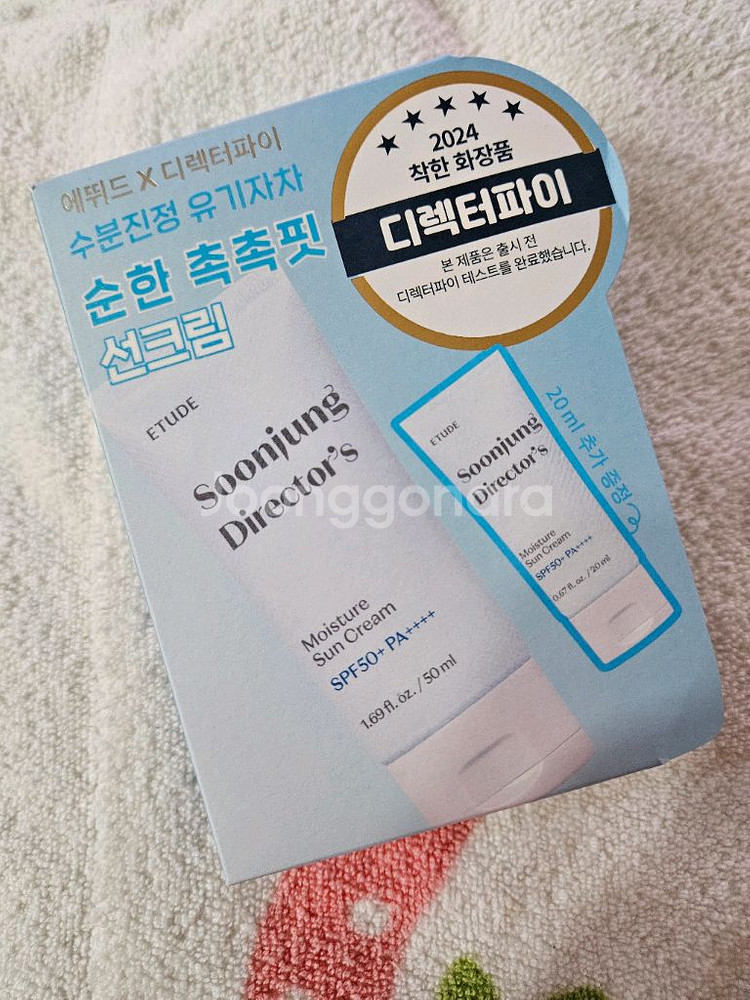 에뛰드 X 디렉터파이
수분진정 유기자차
순한 촉촉핏
선크림
2024
착한 화장품
디렉터파이
본 제품은 출시 전
디렉터파이 테스트를 완료했습니다.
ETUDE
Soonjung
Director's
Moisture
Sun Cream
SPF50+ PA++++
1.69 fl. oz. / 50 ml
ETUDE
Soonjung
Director's
Moisture
Sun Cream
SPF50+ PA++++
0.67 fl. oz. / 20 ml
20ml 추가 증정
Joonggonara